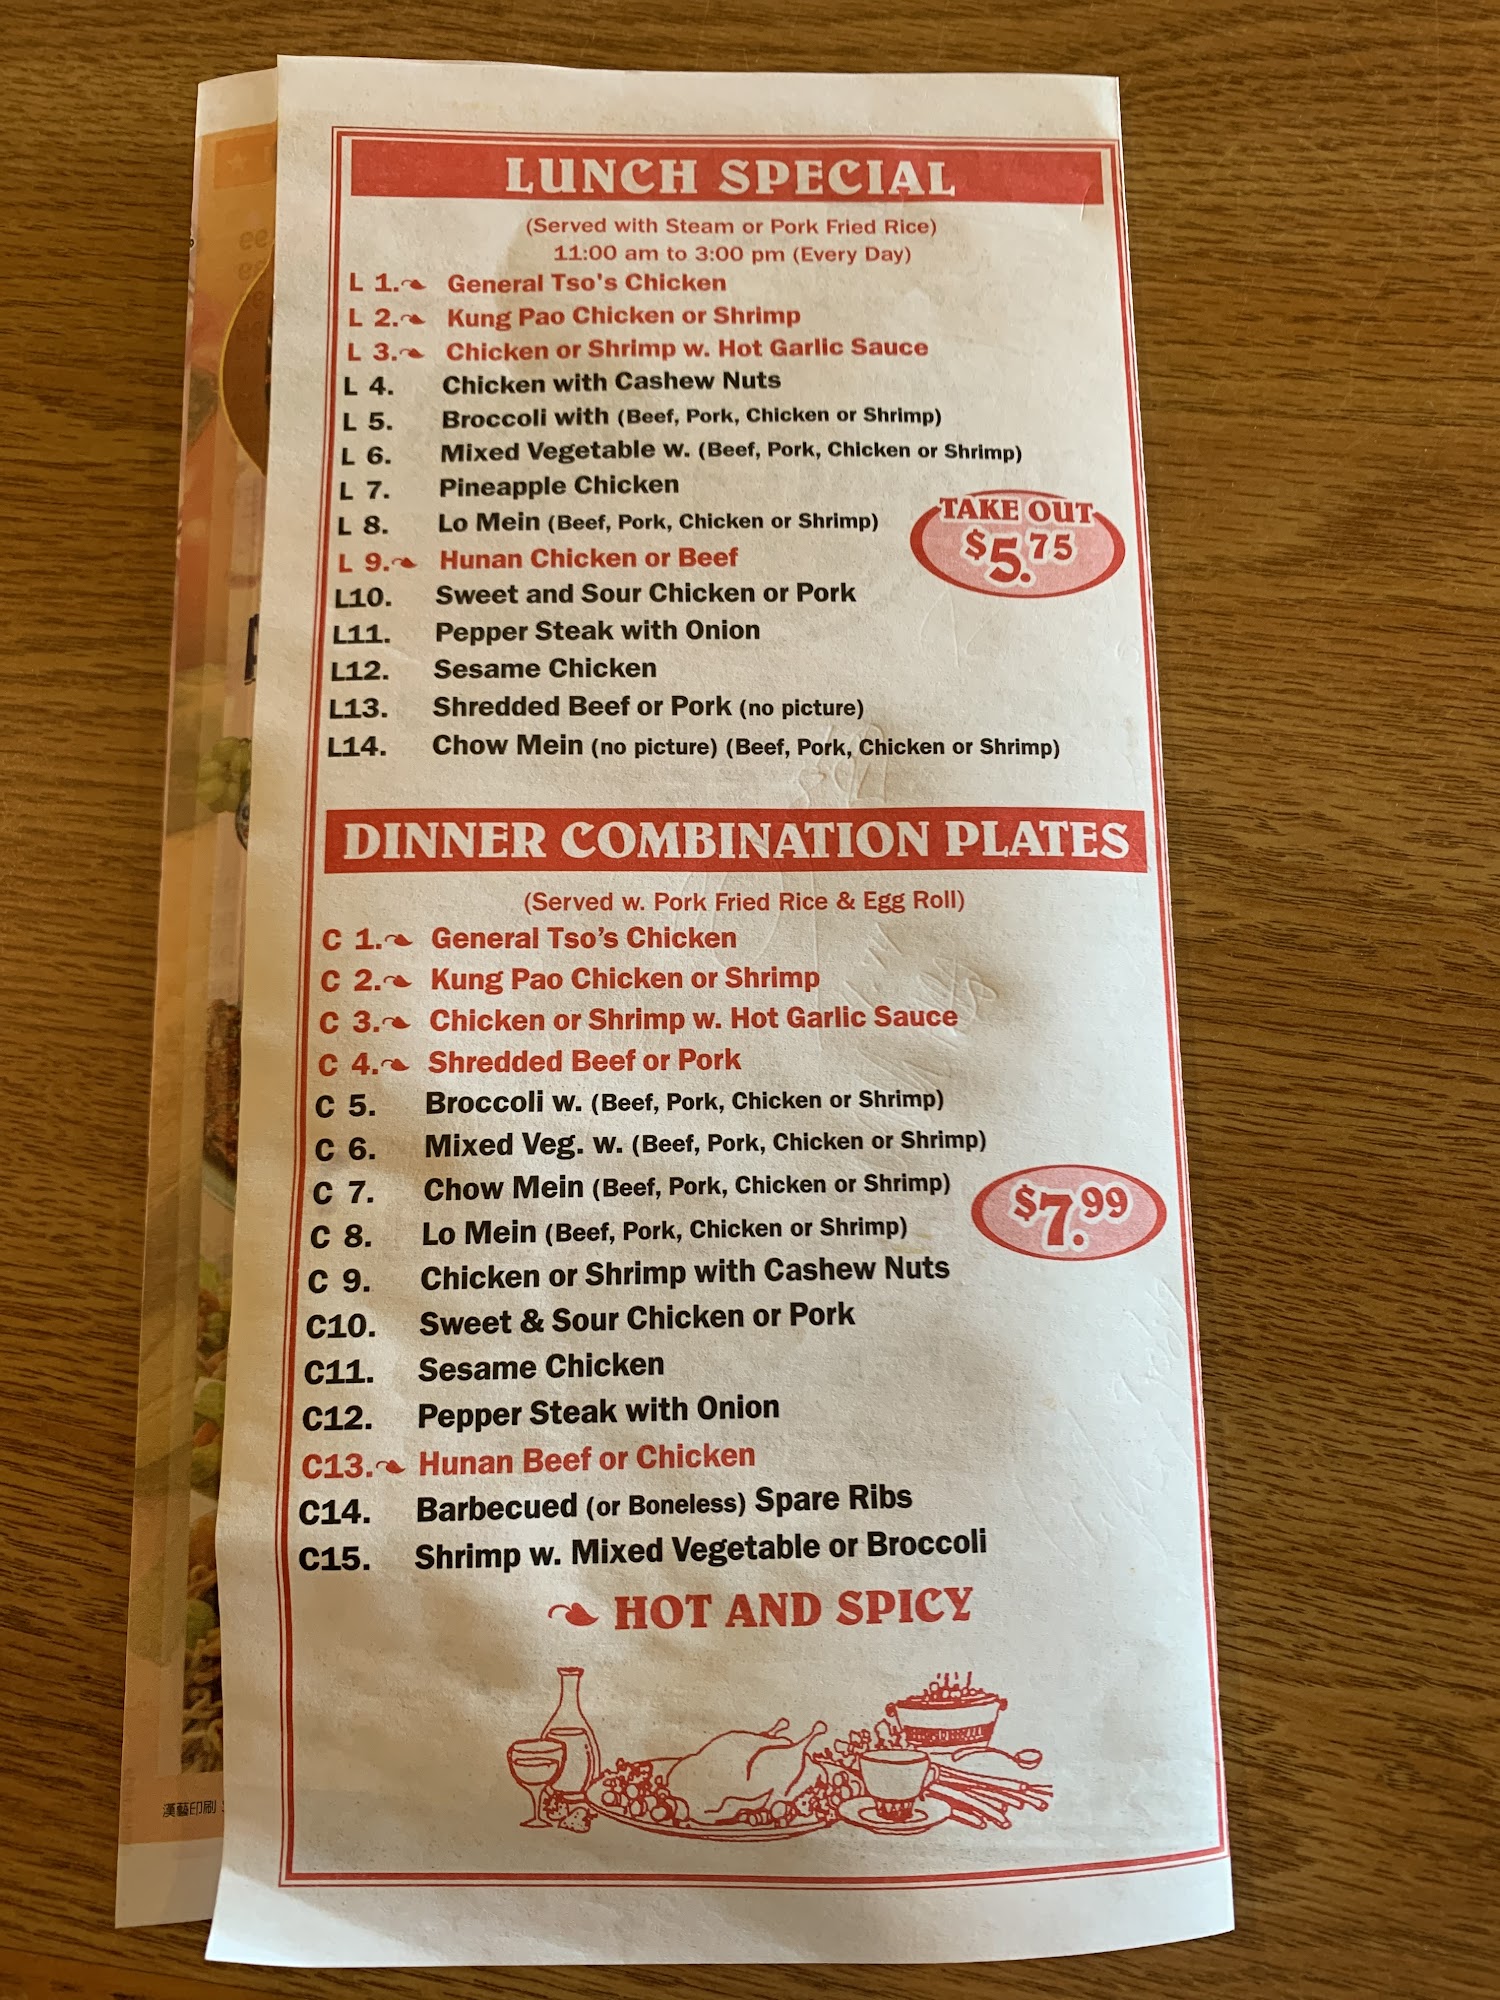 LUNCH SPECIAL
(Served with Steam or Pork Fried Rice)
11:00 am to 3:00 pm (Every Day)
L 1. General Tso's Chicken
L 2. Kung Pao Chicken or Shrimp
L 3. Chicken or Shrimp w. Hot Garlic Sauce
L 4. Chicken with Cashew Nuts
L 5. Broccoli with (Beef, Pork, Chicken or Shrimp)
L 6. Mixed Vegetable w. (Beef, Pork, Chicken or Shrimp)
L 7. Pineapple Chicken
L 8. Lo Mein (Beef, Pork, Chicken or Shrimp)
L 9. Hunan Chicken or Beef
L10. Sweet and Sour Chicken or Pork
L11. Pepper Steak with Onion
L12. Sesame Chicken
L13. Shredded Beef or Pork (no picture)
L14. Chow Mein (no picture) (Beef, Pork, Chicken or Shrimp)
TAKE OUT
$5.75
DINNER COMBINATION PLATES
(Served w. Pork Fried Rice & Egg Roll)
C 1. General Tso's Chicken
C 2. Kung Pao Chicken or Shrimp
C 3. Chicken or Shrimp w. Hot Garlic Sauce
C 4. Shredded Beef or Pork
C 5. Broccoli w. (Beef, Pork, Chicken or Shrimp)
C 6. Mixed Veg. w. (Beef, Pork, Chicken or Shrimp)
C 7. Chow Mein (Beef, Pork, Chicken or Shrimp)
C 8. Lo Mein (Beef, Pork, Chicken or Shrimp)
C 9. Chicken or Shrimp with Cashew Nuts
C10. Sweet & Sour Chicken or Pork
C11. Sesame Chicken
C12. Pepper Steak with Onion
C13. Hunan Beef or Chicken
C14. Barbecued (or Boneless) Spare Ribs
C15. Shrimp w. Mixed Vegetable or Broccoli
$7.99
HOT AND SPICY
漢藝印刷